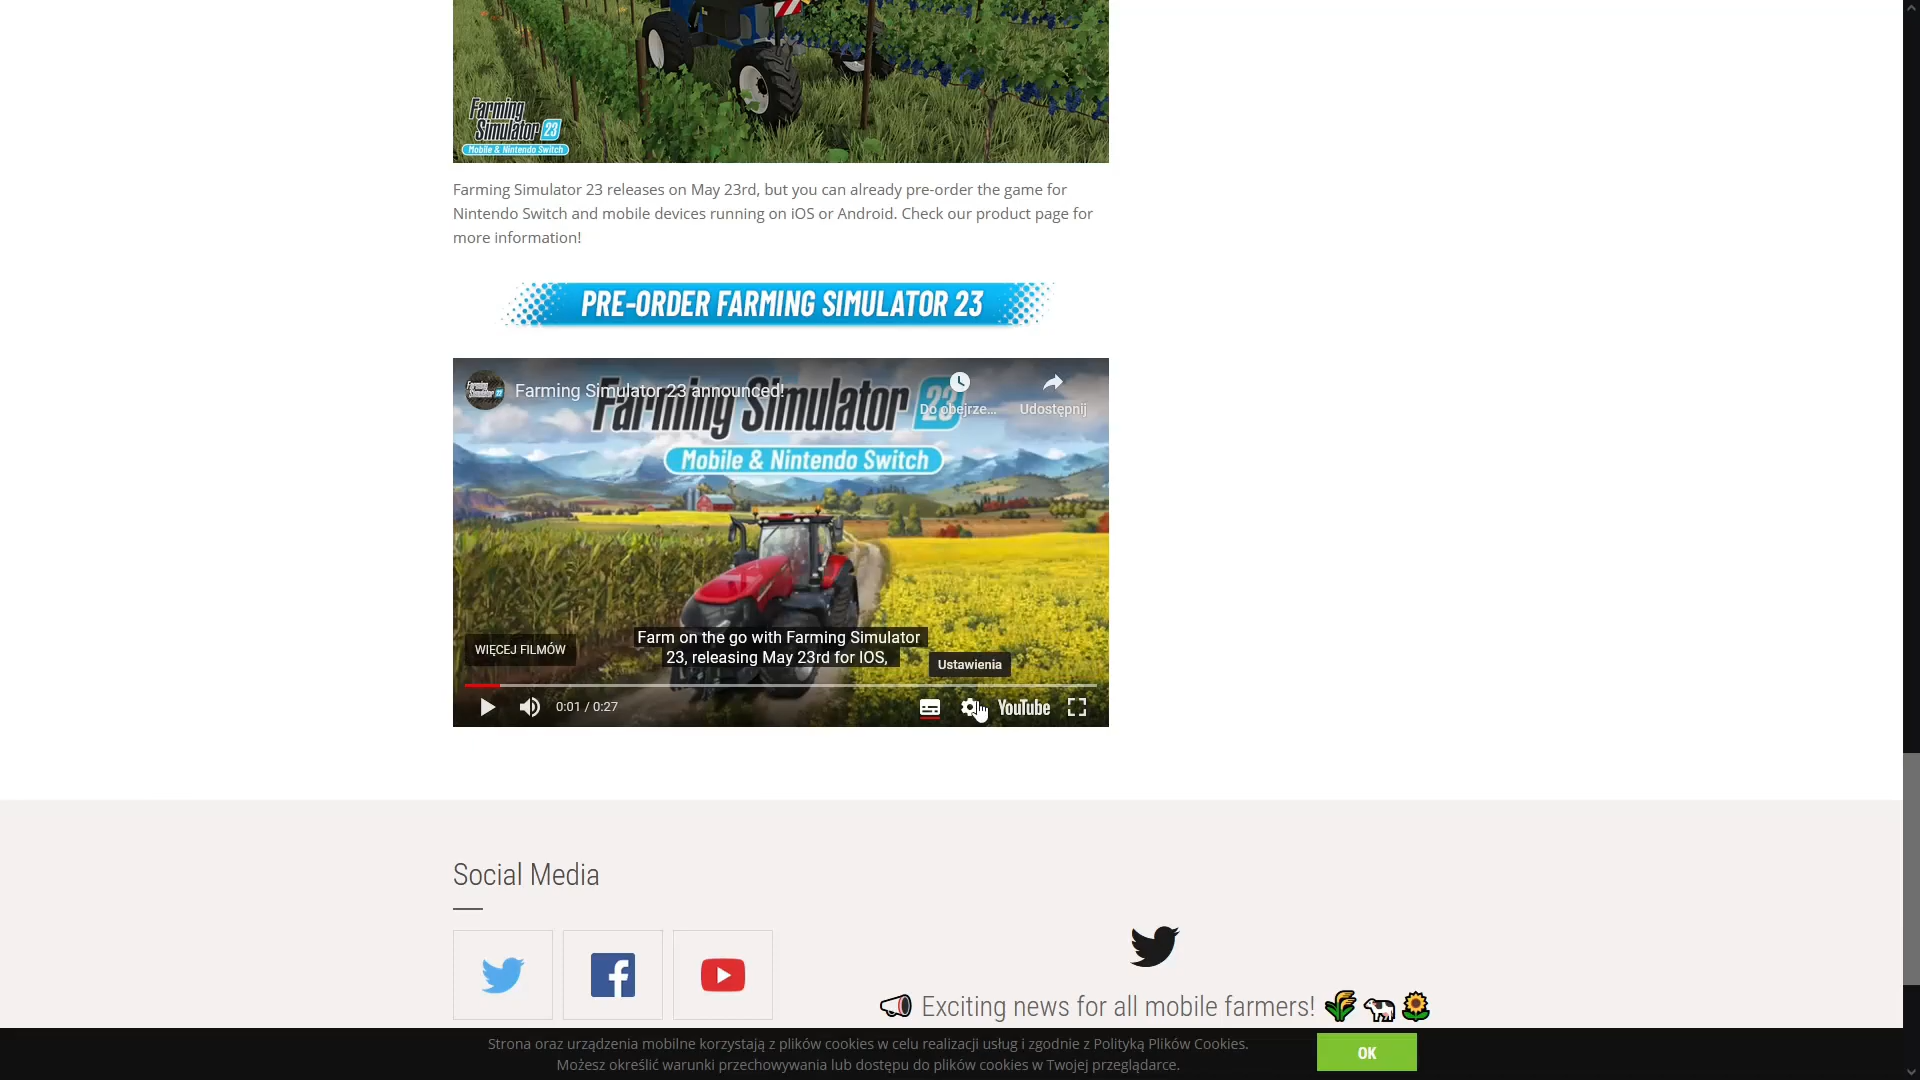 Farming
Simulator 23
Mobile & Nintendo Switch
Farming Simulator 23 releases on May 23rd, but you can already pre-order the game for
Nintendo Switch and mobile devices running on iOS or Android. Check our product page for
more information!
PRE-ORDER FARMING SIMULATOR 23
Farming Simulator 23 announced!
Do obejrze...
Udostępnij
Farming Simulator 23
Mobile & Nintendo Switch
WIĘCEJ FILMÓW
Farm on the go with Farming Simulator
23, releasing May 23rd for IOS,
Ustawienia
0:01 / 0:27
YouTube
Social Media
Exciting news for all mobile farmers!
Strona oraz urządzenia mobilne korzystają z plików cookies w celu realizacji usług i zgodnie z Polityką Plików Cookies.
Możesz określić warunki przechowywania lub dostępu do plików cookies w Twojej przeglądarce.
OK